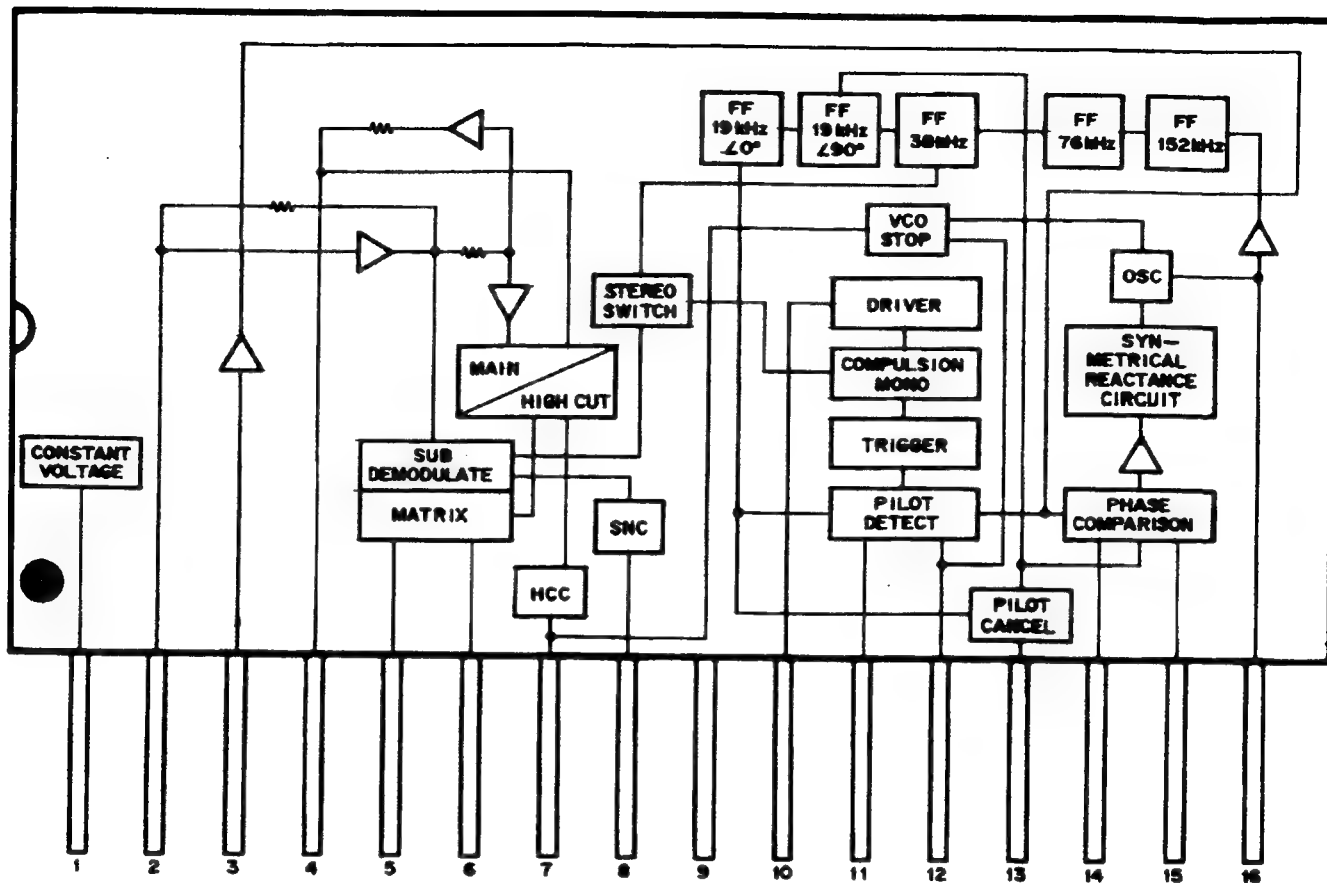 FF
19 kHz
∠0°
FF
19 kHz
∠90°
FF
38kHz
FF
76kHz
FF
152kHz
VCO
STOP
OSC
STEREO
SWITCH
DRIVER
SYN-
METRICAL
REACTANCE
CIRCUIT
COMPULSION
MONO
MAIN
HIGH CUT
TRIGGER
CONSTANT
VOLTAGE
SUB
DEMODULATE
MATRIX
SNC
PILOT
DETECT
PHASE
COMPARISON
HCC
PILOT
CANCEL
1 2 3 4 5 6 7 8 9 10 11 12 13 14 15 16